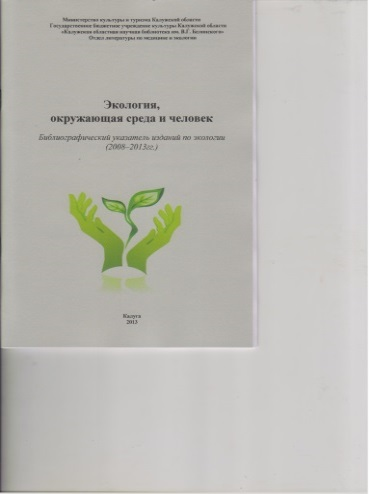 Министерство культуры и туризма Калужской области
Государственное бюджетное учреждение культуры Калужской области
«Калужская областная научная библиотека им. В.Г. Белинского»
Отдел литературы по медицине и экологии
Экология,
окружающая среда и человек
Библиографический указатель изданий по экологии
(2008–2013гг.)
Калуга
2013